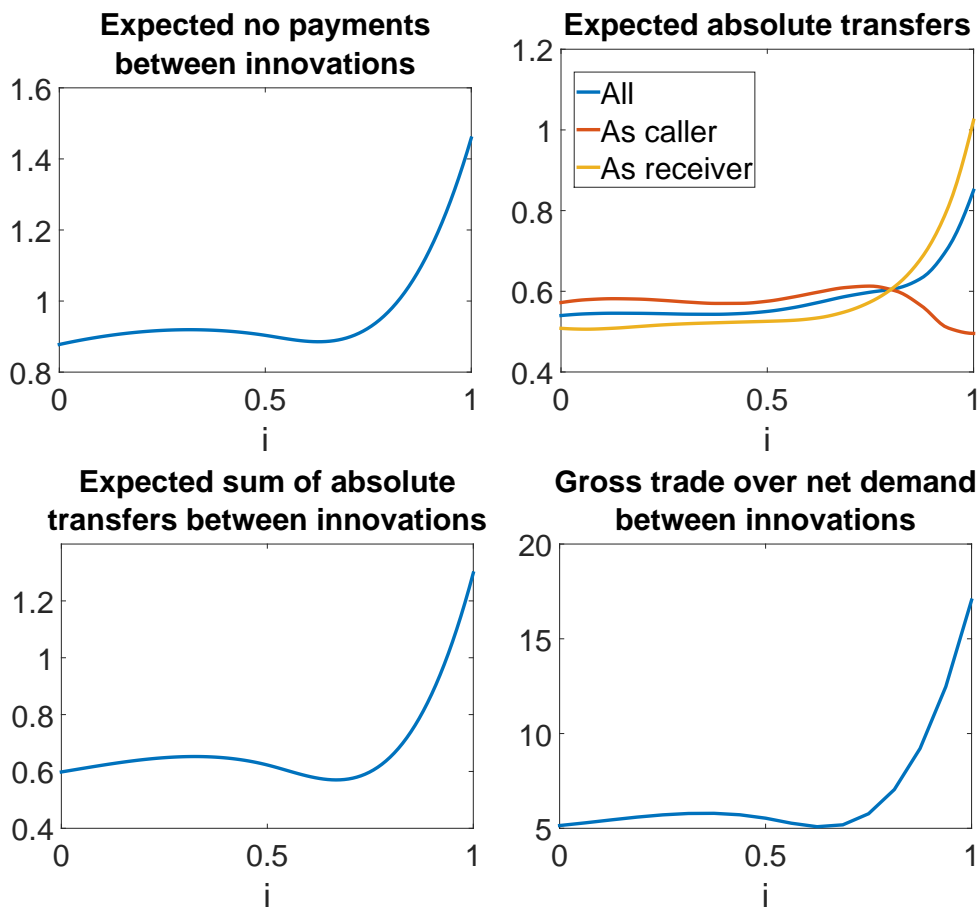 Expected no payments
between innovations
1.6
1.4
1.2
1
0.8
0
0.5
1
i
Expected absolute transfers
1.2
1
0.8
0.6
0.4
All
As caller
As receiver
0
0.5
1
i
Expected sum of absolute
transfers between innovations
1.2
1
0.8
0.6
0.4
0
0.5
1
i
Gross trade over net demand
between innovations
20
15
10
5
0
0.5
1
i